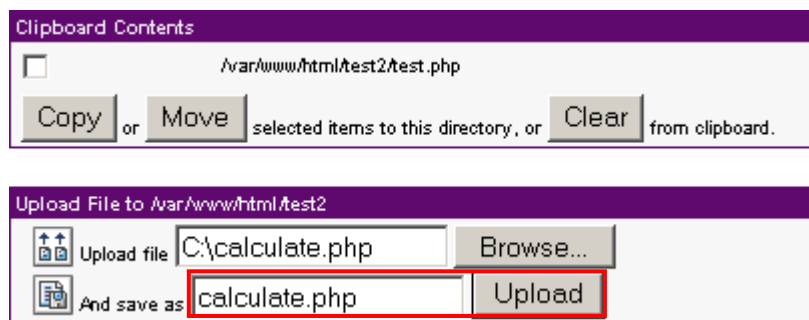 Clipboard Contents
/var/www/html/test2/test.php
Copy or Move selected items to this directory, or Clear from clipboard.
Upload File to /var/www/html/test2
Upload file C:\calculate.php Browse...
And save as calculate.php Upload